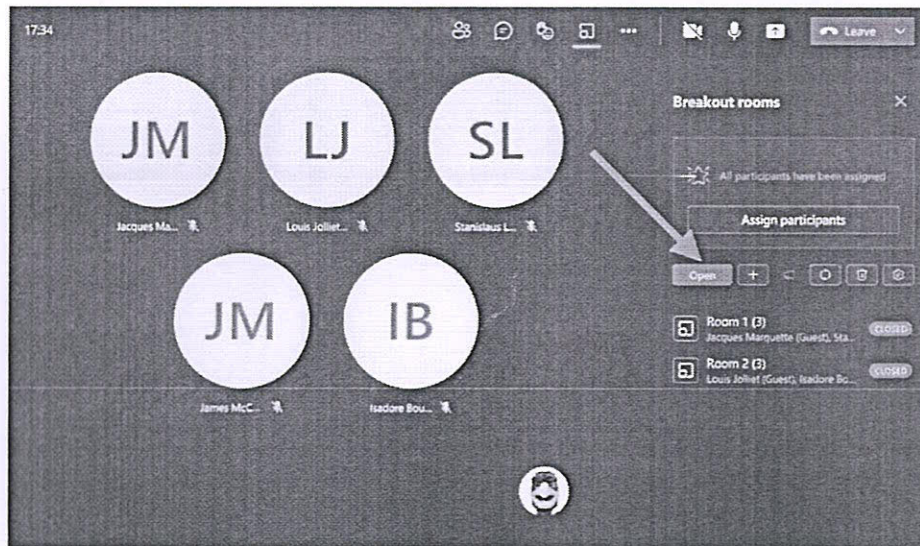 17:34
Leave
Breakout rooms
All participants have been assigned
Assign participants
Open
JM
LJ
SL
Jacques Ma...
Louis Jolliet...
Stanislaus L...
JM
IB
James McC...
Isadore Bou...
Room 1 (3)
Jacques Marquette (Guest), Sta...
CLOSED
Room 2 (3)
Louis Jolliet (Guest), Isadore Bo...
CLOSED